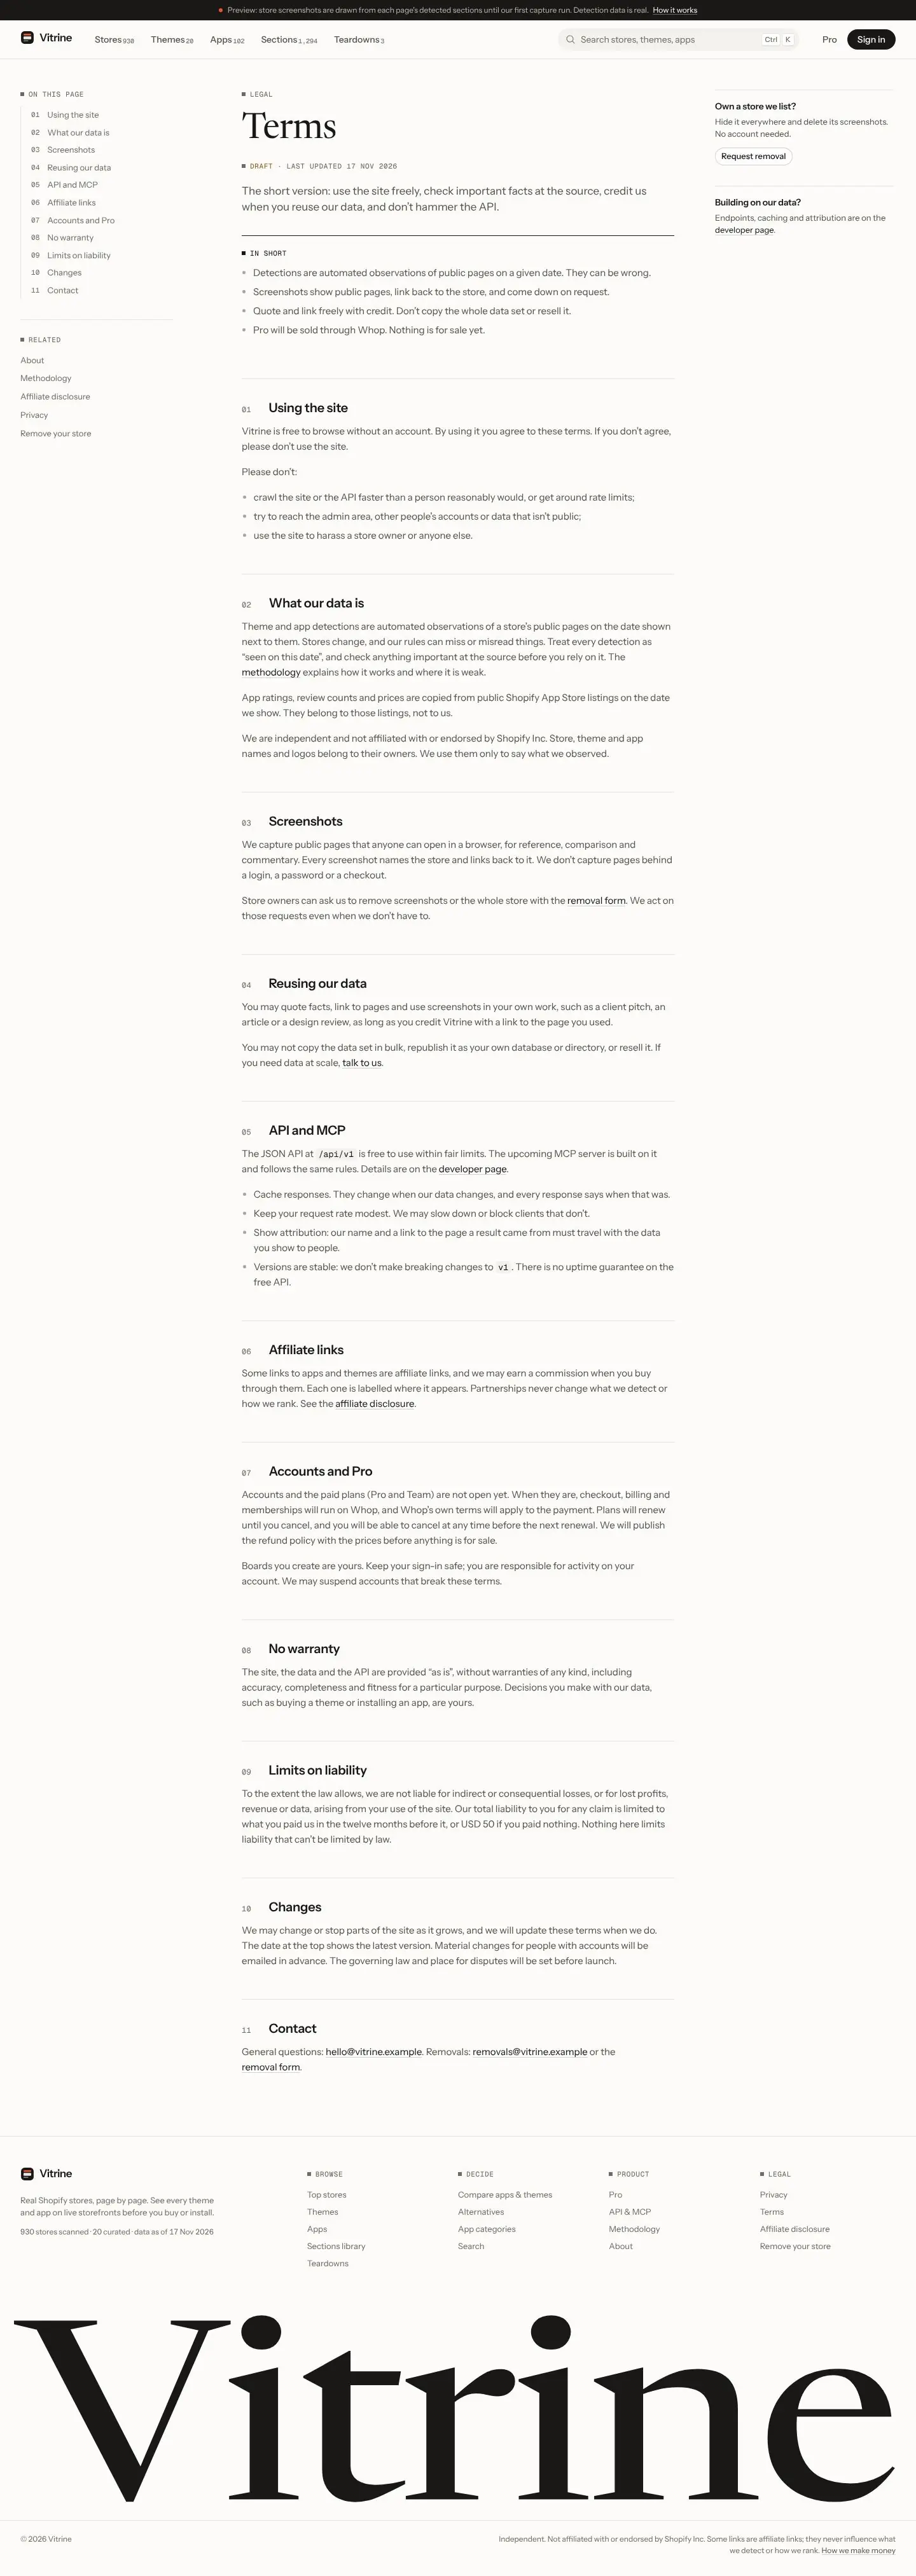 Preview: store screenshots are drawn from each page's detected sections until our first capture run. Detection data is real. How it works
Vitrine
Stores 930
Themes 20
Apps 102
Sections 1,294
Teardowns 3
Search stores, themes, apps
Ctrl K
Pro
Sign in
ON THIS PAGE
01 Using the site
02 What our data is
03 Screenshots
04 Reusing our data
05 API and MCP
06 Affiliate links
07 Accounts and Pro
08 No warranty
09 Limits on liability
10 Changes
11 Contact
RELATED
About
Methodology
Affiliate disclosure
Privacy
Remove your store
LEGAL
Terms
DRAFT · LAST UPDATED 17 NOV 2026
The short version: use the site freely, check important facts at the source, credit us
when you reuse our data, and don't hammer the API.
IN SHORT
Detections are automated observations of public pages on a given date. They can be wrong.
Screenshots show public pages, link back to the store, and come down on request.
Quote and link freely with credit. Don't copy the whole data set or resell it.
Pro will be sold through Whop. Nothing is for sale yet.
01 Using the site
Vitrine is free to browse without an account. By using it you agree to these terms. If you don't agree,
please don't use the site.
Please don't:
crawl the site or the API faster than a person reasonably would, or get around rate limits;
try to reach the admin area, other people's accounts or data that isn't public;
use the site to harass a store owner or anyone else.
02 What our data is
Theme and app detections are automated observations of a store's public pages on the date shown
next to them. Stores change, and our rules can miss or misread things. Treat every detection as
"seen on this date", and check anything important at the source before you rely on it. The
methodology explains how it works and where it is weak.
App ratings, review counts and prices are copied from public Shopify App Store listings on the date
we show. They belong to those listings, not to us.
We are independent and not affiliated with or endorsed by Shopify Inc. Store, theme and app
names and logos belong to their owners. We use them only to say what we observed.
03 Screenshots
We capture public pages that anyone can open in a browser, for reference, comparison and
commentary. Every screenshot names the store and links back to it. We don't capture pages behind
a login, a password or a checkout.
Store owners can ask us to remove screenshots or the whole store with the removal form. We act on
those requests even when we don't have to.
04 Reusing our data
You may quote facts, link to pages and use screenshots in your own work, such as a client pitch, an
article or a design review, as long as you credit Vitrine with a link to the page you used.
You may not copy the data set in bulk, republish it as your own database or directory, or resell it. If
you need data at scale, talk to us.
05 API and MCP
The JSON API at /api/v1 is free to use within fair limits. The upcoming MCP server is built on it
and follows the same rules. Details are on the developer page.
Cache responses. They change when our data changes, and every response says when that was.
Keep your request rate modest. We may slow down or block clients that don't.
Show attribution: our name and a link to the page a result came from must travel with the data
you show to people.
Versions are stable: we don't make breaking changes to v1. There is no uptime guarantee on the
free API.
06 Affiliate links
Some links to apps and themes are affiliate links, and we may earn a commission when you buy
through them. Each one is labelled where it appears. Partnerships never change what we detect or
how we rank. See the affiliate disclosure.
07 Accounts and Pro
Accounts and the paid plans (Pro and Team) are not open yet. When they are, checkout, billing and
memberships will run on Whop, and Whop's own terms will apply to the payment. Plans will renew
until you cancel, and you will be able to cancel at any time before the next renewal. We will publish
the refund policy with the prices before anything is for sale.
Boards you create are yours. Keep your sign-in safe; you are responsible for activity on your
account. We may suspend accounts that break these terms.
08 No warranty
The site, the data and the API are provided "as is", without warranties of any kind, including
accuracy, completeness and fitness for a particular purpose. Decisions you make with our data,
such as buying a theme or installing an app, are yours.
09 Limits on liability
To the extent the law allows, we are not liable for indirect or consequential losses, or for lost profits,
revenue or data, arising from your use of the site. Our total liability to you for any claim is limited to
what you paid us in the twelve months before it, or USD 50 if you paid nothing. Nothing here limits
liability that can't be limited by law.
10 Changes
We may change or stop parts of the site as it grows, and we will update these terms when we do.
The date at the top shows the latest version. Material changes for people with accounts will be
emailed in advance. The governing law and place for disputes will be set before launch.
11 Contact
General questions: hello@vitrine.example. Removals: removals@vitrine.example or the
removal form.
Own a store we list?
Hide it everywhere and delete its screenshots.
No account needed.
Request removal
Building on our data?
Endpoints, caching and attribution are on the
developer page.
Vitrine
Real Shopify stores, page by page. See every theme
and app on live storefronts before you buy or install.
930 stores scanned · 20 curated · data as of 17 Nov 2026
BROWSE
Top stores
Themes
Apps
Sections library
Teardowns
DECIDE
Compare apps & themes
Alternatives
App categories
Search
PRODUCT
Pro
API & MCP
Methodology
About
LEGAL
Privacy
Terms
Affiliate disclosure
Remove your store
Vitrine
© 2026 Vitrine
Independent. Not affiliated with or endorsed by Shopify Inc. Some links are affiliate links; they never influence what
we detect or how we rank. How we make money